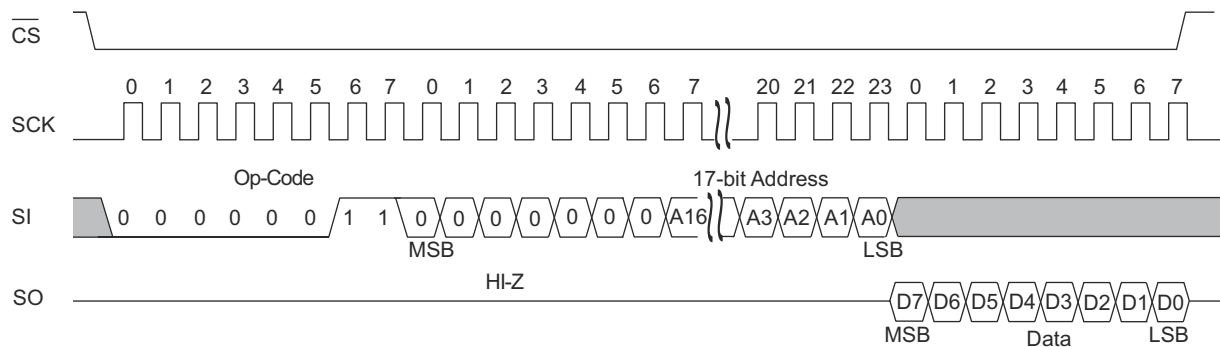 CS
0 1 2 3 4 5 6 7 0 1 2 3 4 5 6 7 20 21 22 23 0 1 2 3 4 5 6 7
SCK
Op-Code 17-bit Address
SI 0 0 0 0 0 0 1 1 0 0 0 0 0 0 0 A16 A3 A2 A1 A0
MSB LSB
HI-Z
SO D7 D6 D5 D4 D3 D2 D1 D0
MSB Data LSB